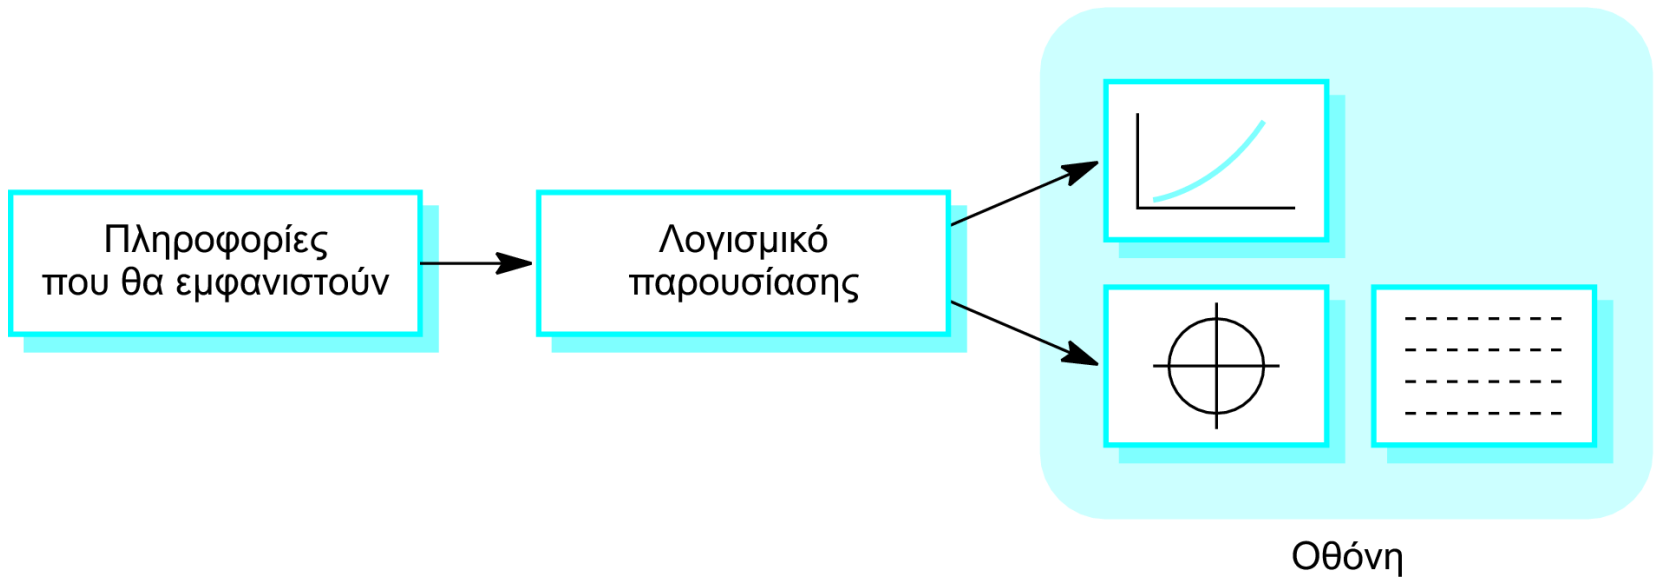 Πληροφορίες
που θα εμφανιστούν
Λογισμικό
παρουσίασης
Οθόνη